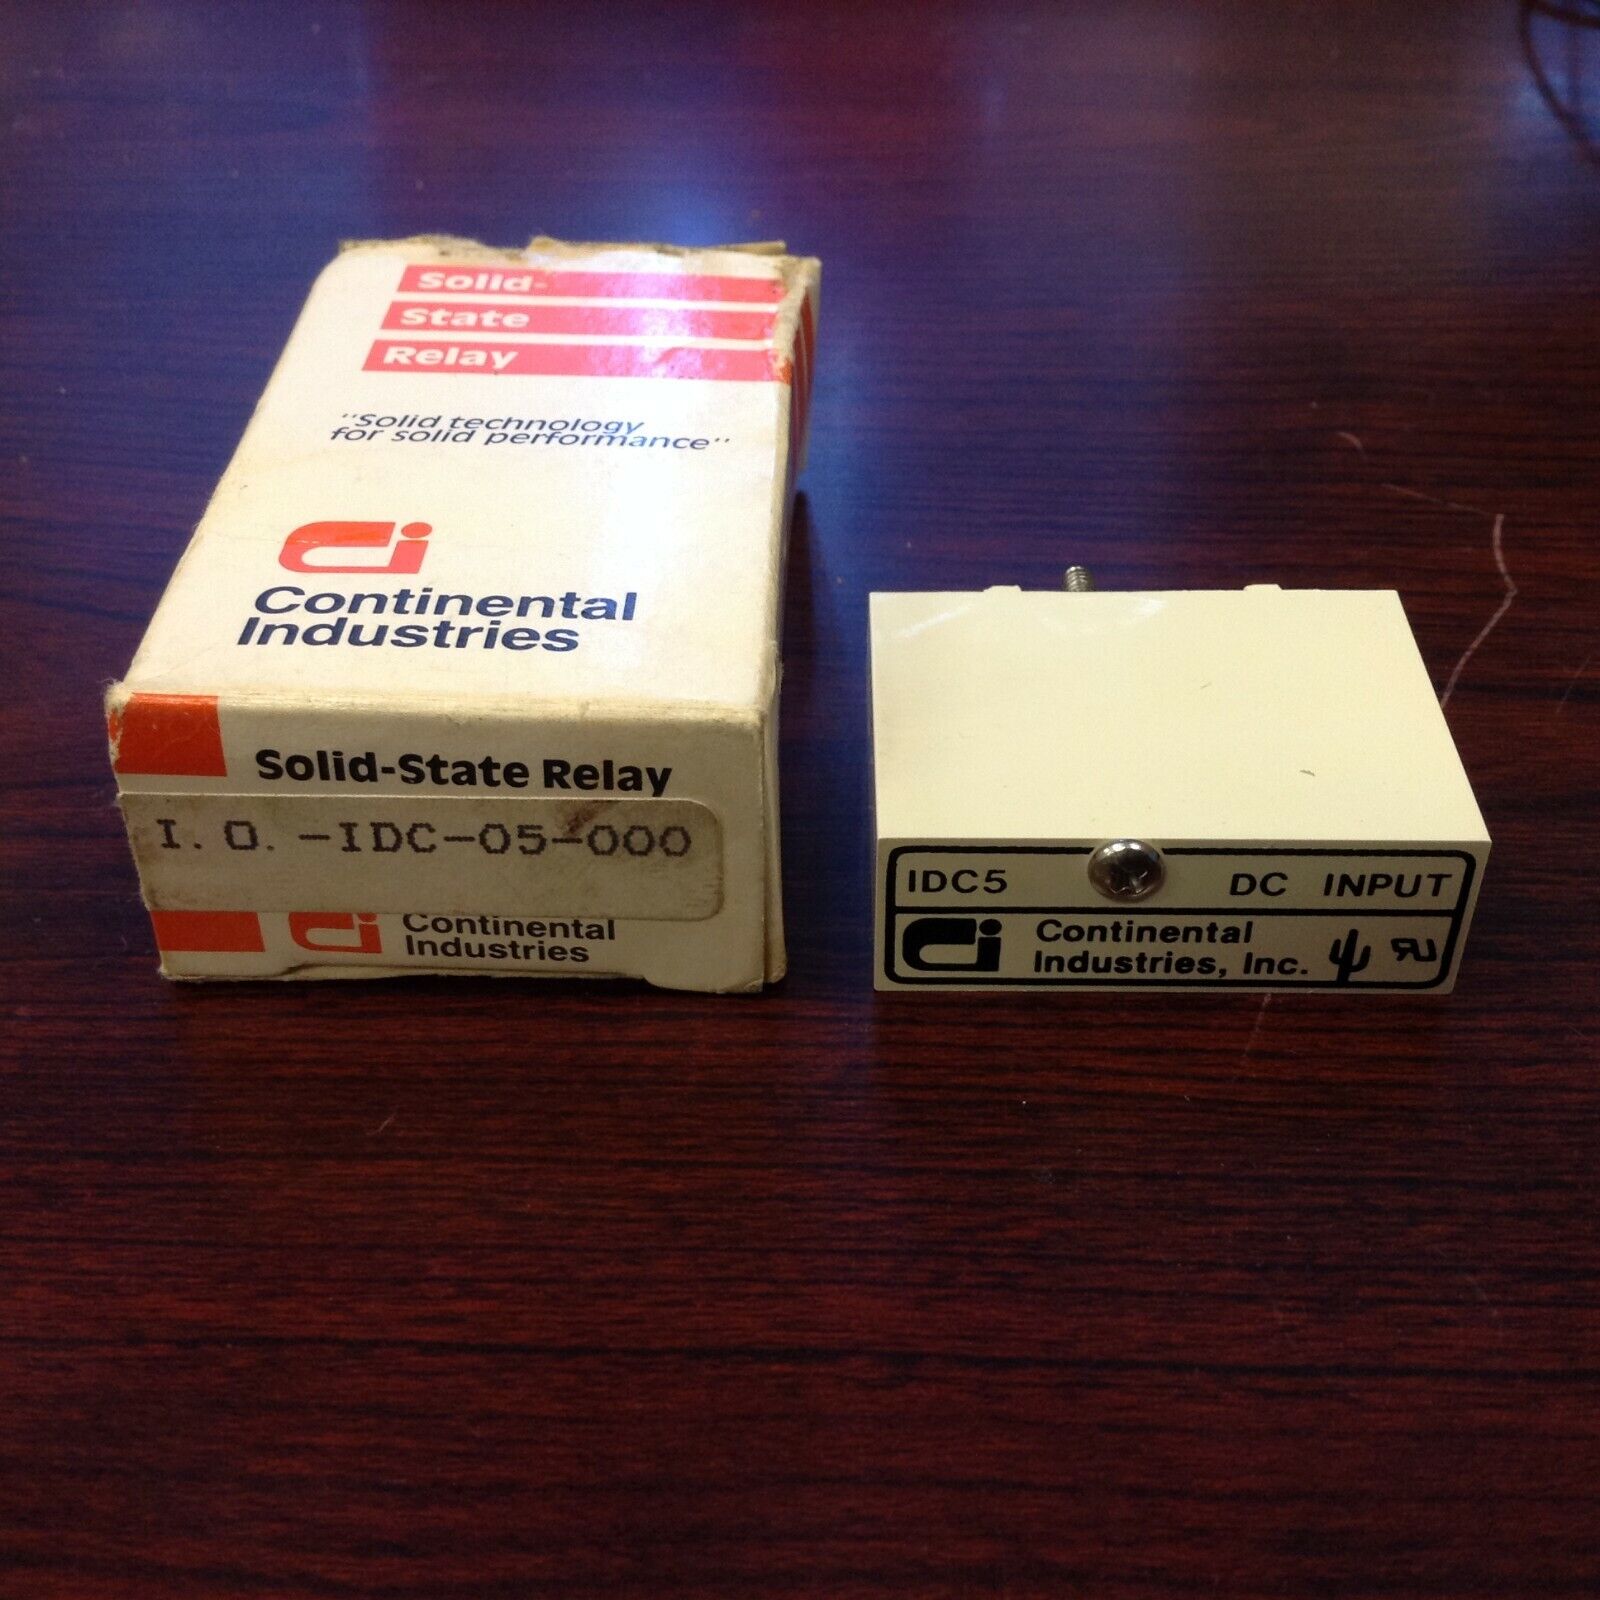 Solid-
State
Relay
"Solid technology
for solid performance"
Ci
Continental
Industries
Solid-State Relay
I.O.-IDC-05-000
Ci
Continental
Industries
IDC5 DC INPUT
Ci
Continental
Industries, Inc.
RU